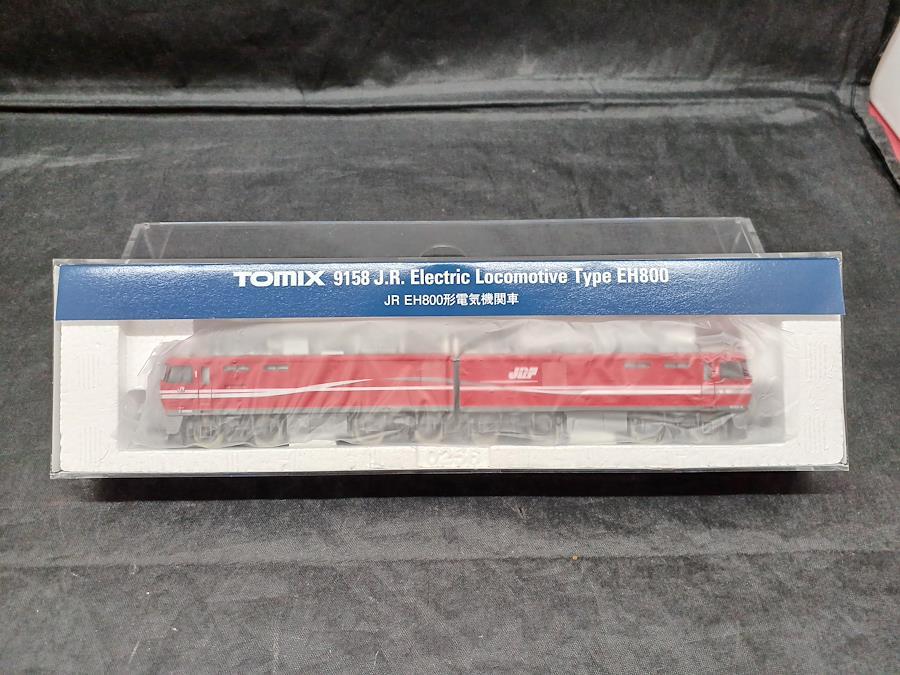 TOMIX 9158 J.R. Electric Locomotive Type EH800
JR EH800形電気機関車
JRF
0256